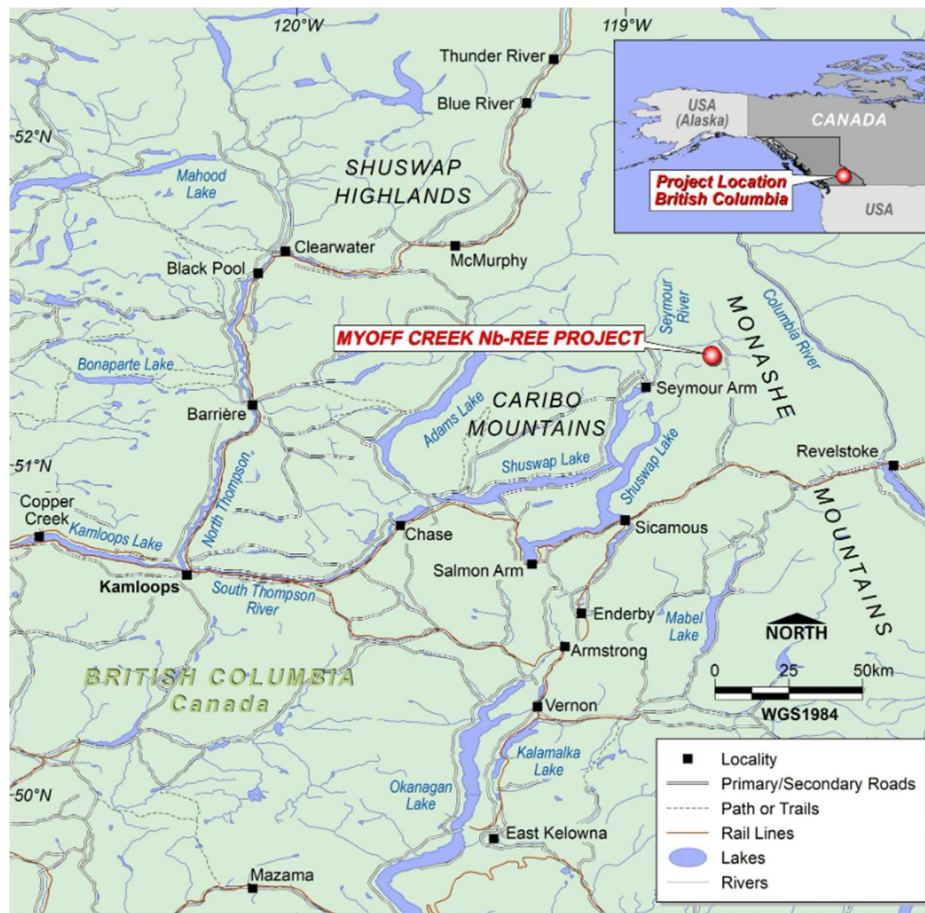 120°W
119°W
Thunder River
Blue River
52°N
SHUSWAP
HIGHLANDS
Mahood
Lake
Clearwater
McMurphy
Black Pool
USA
(Alaska)
CANADA
Project Location
British Columbia
USA
Seymour
River
MONASHE
MOUNTAINS
Columbia
River
MYOFF CREEK Nb-REE PROJECT
Bonaparte Lake
Barrière
Adams Lake
CARIBO
MOUNTAINS
Seymour Arm
51°N
Shuswap Lake
Shuswap Lake
Revelstoke
Copper
Creek
Kamloops Lake
North Thompson
Chase
Sicamous
Salmon Arm
Kamloops
South Thompson
River
Enderby
Mabel
Lake
NORTH
Armstrong
BRITISH COLUMBIA
Canada
0 25 50km
WGS1984
Vernon
Kalamalka
Lake
Okanagan
Lake
50°N
East Kelowna
Mazama
Locality
Primary/Secondary Roads
Path or Trails
Rail Lines
Lakes
Rivers